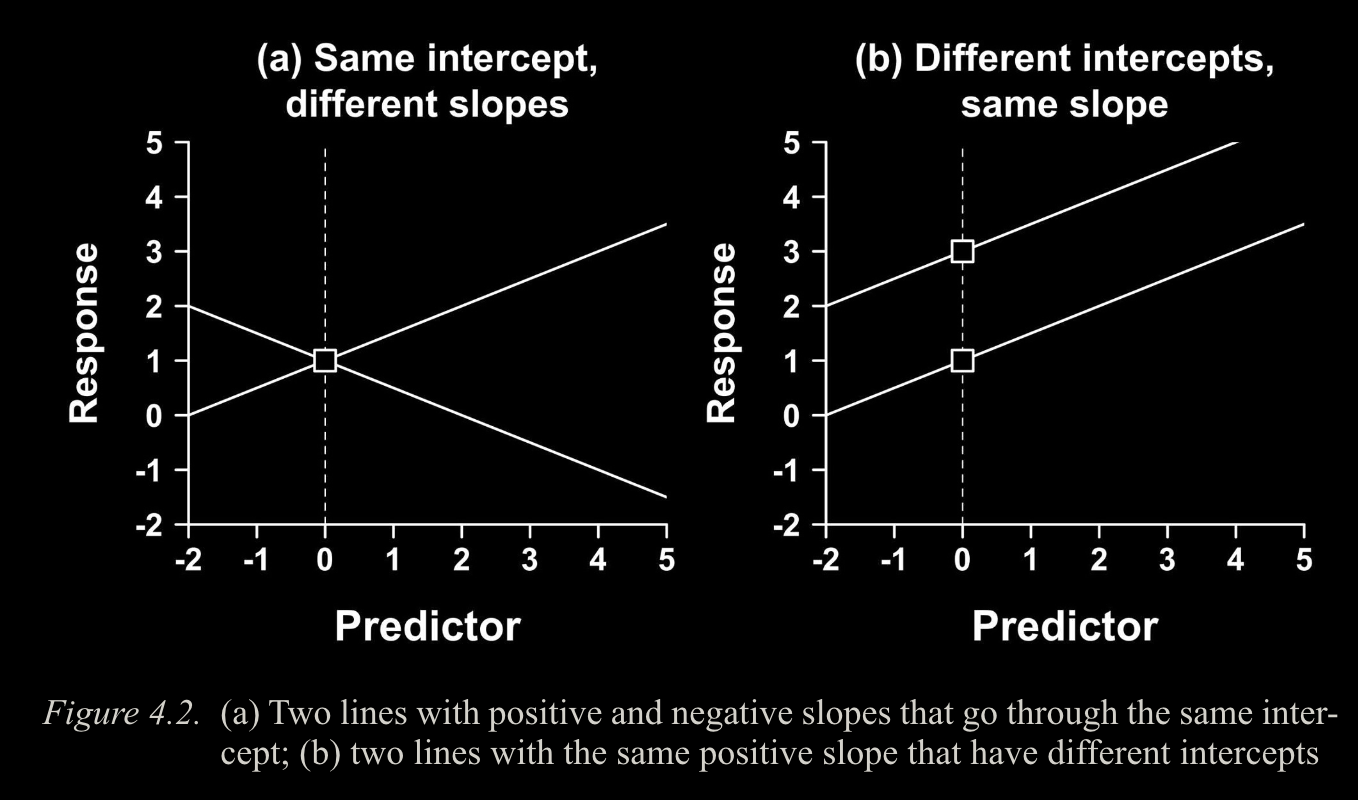 (a) Same intercept,
different slopes
5
4
3
2
1
0
-1
-2
Response
-2 -1 0 1 2 3 4 5
Predictor
(b) Different intercepts,
same slope
5
4
3
2
1
0
-1
-2
Response
-2 -1 0 1 2 3 4 5
Predictor
Figure 4.2. (a) Two lines with positive and negative slopes that go through the same inter-
cept; (b) two lines with the same positive slope that have different intercepts